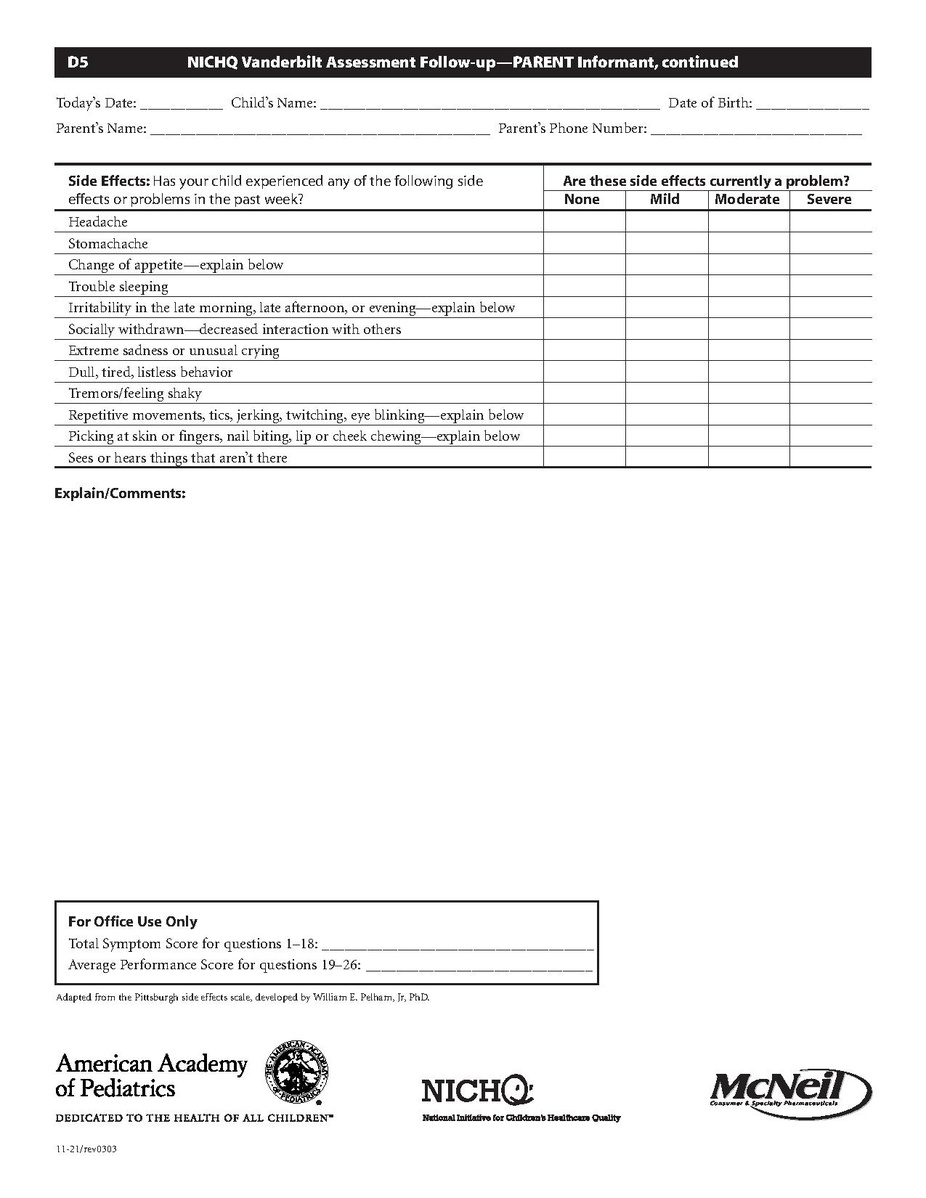 D5 NICHQ Vanderbilt Assessment Follow-up—PARENT Informant, continued
Today’s Date: ___________ Child’s Name: _____________________________________________ Date of Birth: _______________
Parent’s Name: _____________________________________________ Parent’s Phone Number: ____________________________
Side Effects: Has your child experienced any of the following side
effects or problems in the past week?
Are these side effects currently a problem?
None Mild Moderate Severe
Headache
Stomachache
Change of appetite—explain below
Trouble sleeping
Irritability in the late morning, late afternoon, or evening—explain below
Socially withdrawn—decreased interaction with others
Extreme sadness or unusual crying
Dull, tired, listless behavior
Tremors/feeling shaky
Repetitive movements, tics, jerking, twitching, eye blinking—explain below
Picking at skin or fingers, nail biting, lip or cheek chewing—explain below
Sees or hears things that aren’t there
Explain/Comments:
For Office Use Only
Total Symptom Score for questions 1–18: ____________________________________
Average Performance Score for questions 19–26: ______________________________
Adapted from the Pittsburgh side effects scale, developed by William E. Pelham, Jr, PhD.
American Academy
of Pediatrics
DEDICATED TO THE HEALTH OF ALL CHILDREN™
THE AMERICAN ACADEMY OF PEDIATRICS
NICHQ
National Initiative for Children’s Healthcare Quality
McNeil
Consumer & Specialty Pharmaceuticals
11-21/rev0303